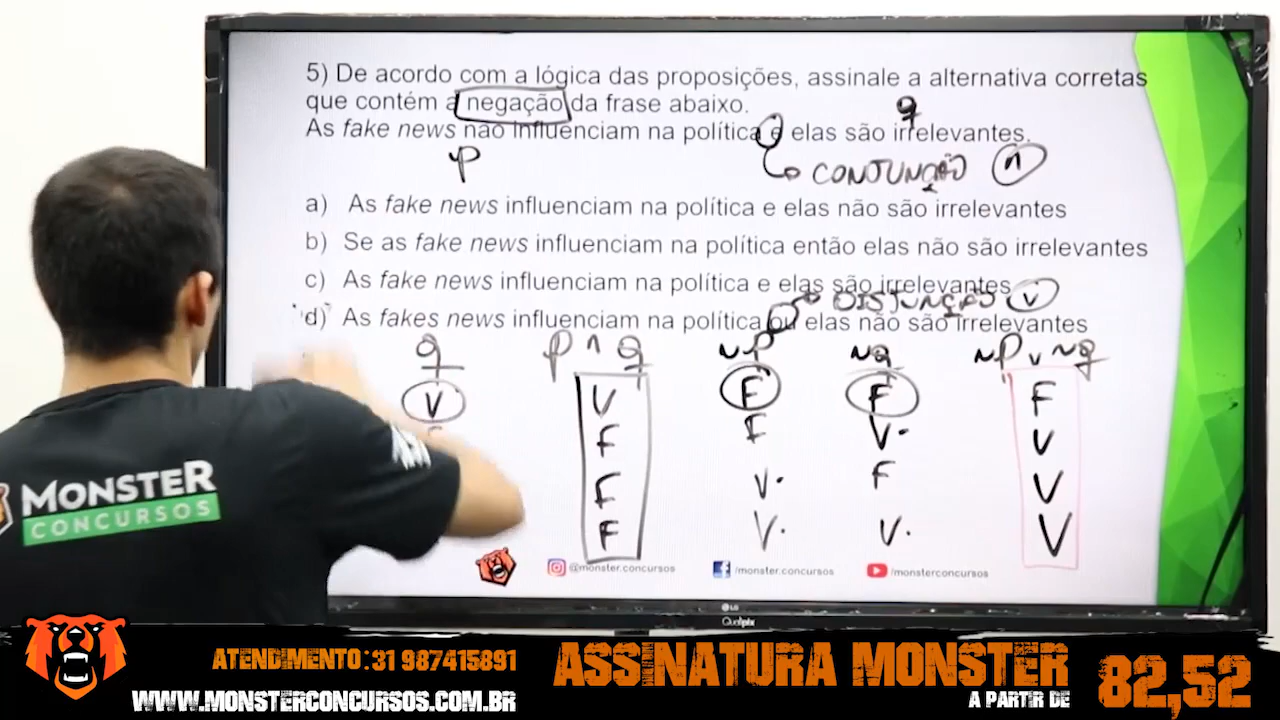 5) De acordo com a lógica das proposições, assinale a alternativa corretas
que contém a negação da frase abaixo.
q
As fake news não influenciam na política e elas são irrelevantes.
p
CONJUNÇÃO ∧
a) As fake news influenciam na política e elas não são irrelevantes
b) Se as fake news influenciam na política então elas não são irrelevantes
c) As fake news influenciam na política e elas são irrelevantes
DISJUNÇÃO v
d) As fakes news influenciam na política ou elas não são irrelevantes
q p ∧ q ~p ~q ~p v ~q
V V F F F
F F V V
F V F V
F V V V
@monster.concursos /monster.concursos /monsterconcursos
LG
Qualipix
MONSTER
CONCURSOS
ATENDIMENTO: 31 987415891
WWW.MONSTERCONCURSOS.COM.BR
ASSINATURA MONSTER
A PARTIR DE
82,52